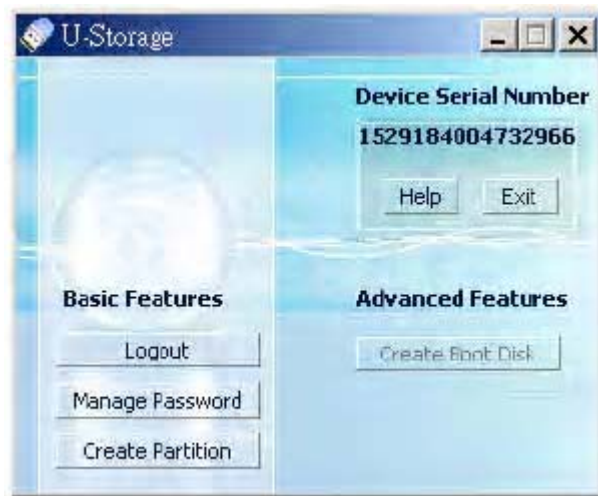 U-Storage
Device Serial Number
1529184004732966
Help Exit
Basic Features
Advanced Features
Logout
Create Boot Disk
Manage Password
Create Partition